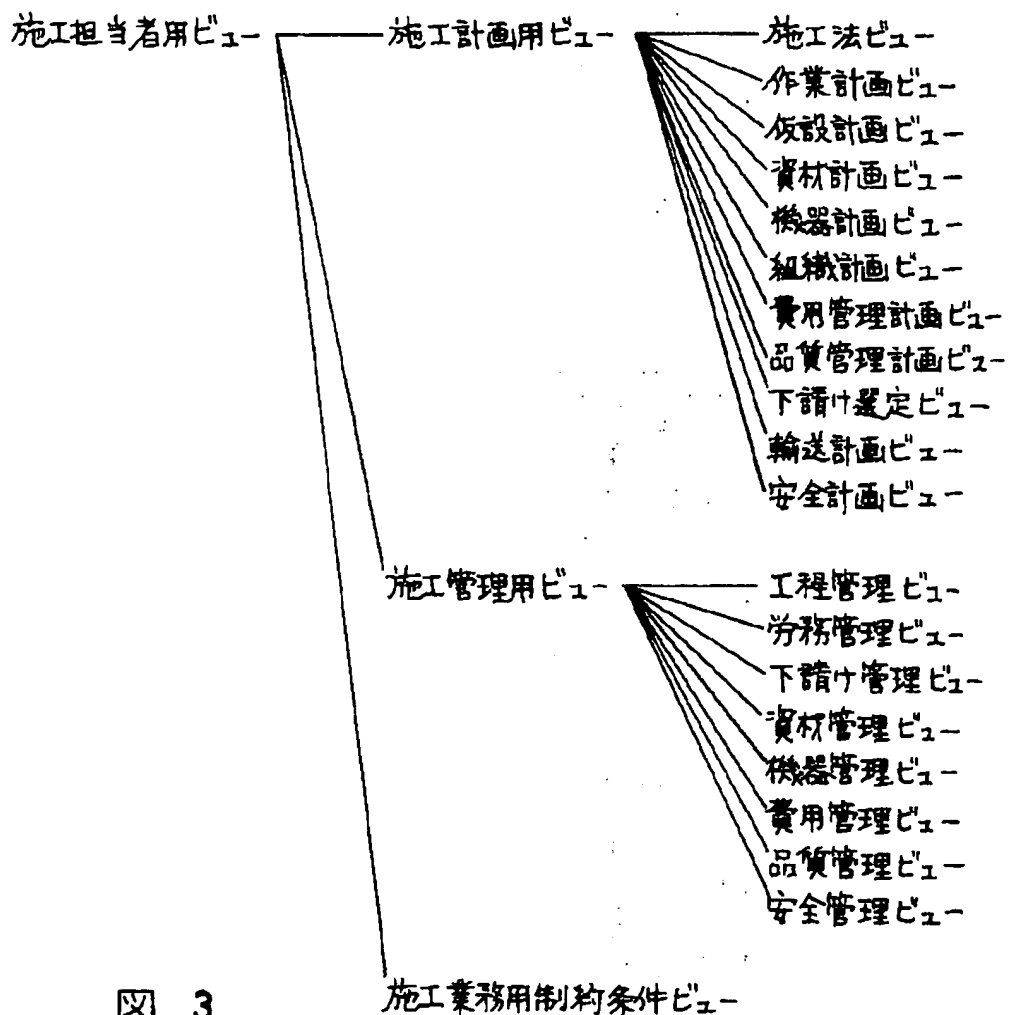 施工担当者用ビュー
施工計画用ビュー
施工法ビュー
作業計画ビュー
仮設計画ビュー
資材計画ビュー
機器計画ビュー
組織計画ビュー
費用管理計画ビュー
品質管理計画ビュー
下請け選定ビュー
輸送計画ビュー
安全計画ビュー
施工管理用ビュー
工程管理ビュー
労務管理ビュー
下請け管理ビュー
資材管理ビュー
機器管理ビュー
費用管理ビュー
品質管理ビュー
安全管理ビュー
施工業務用制約条件ビュー
図 3